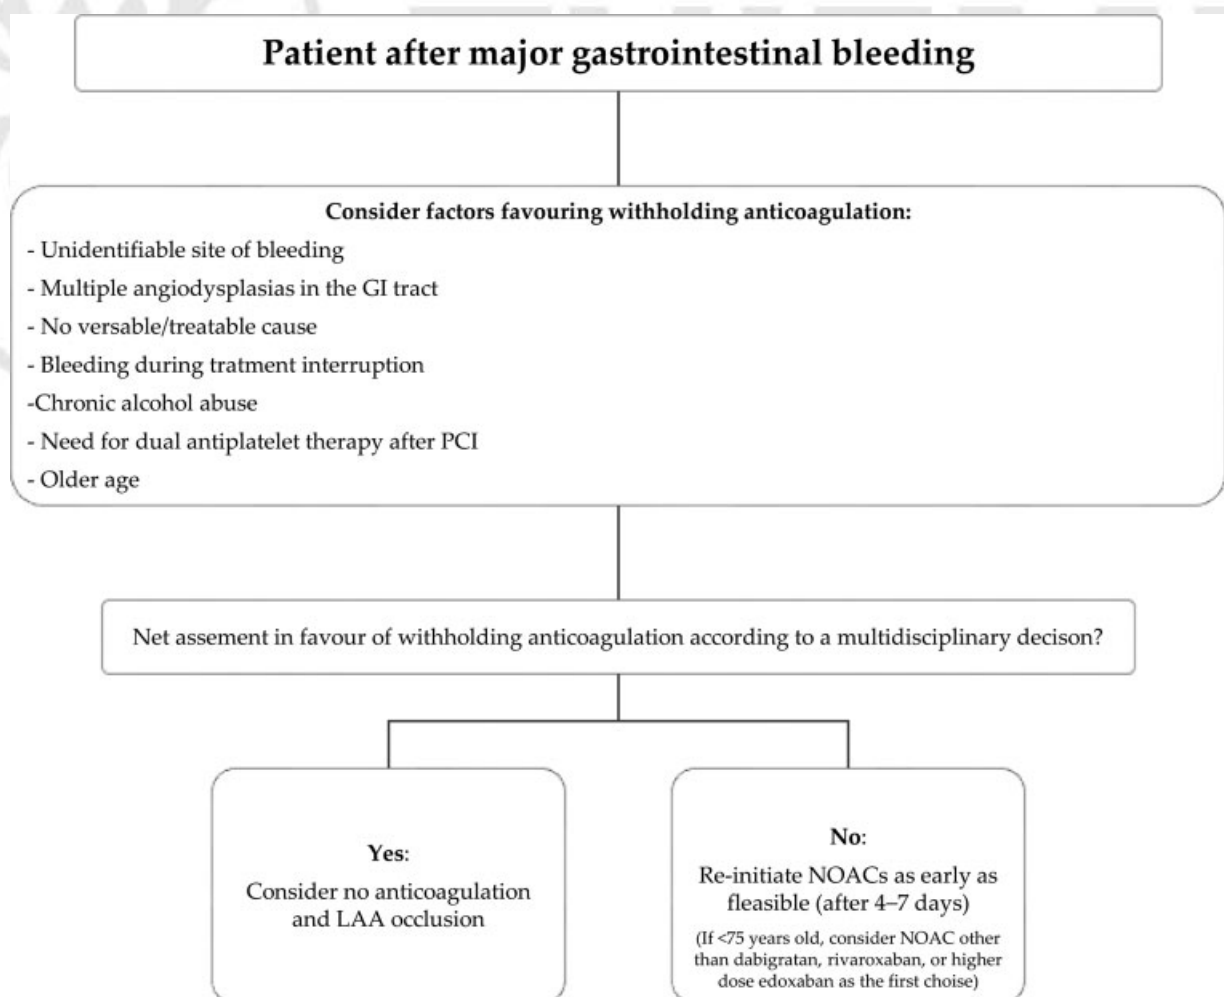 Patient after major gastrointestinal bleeding
Consider factors favouring withholding anticoagulation:
- Unidentifiable site of bleeding
- Multiple angiodysplasias in the GI tract
- No versable/treatable cause
- Bleeding during tratment interruption
-Chronic alcohol abuse
- Need for dual antiplatelet therapy after PCI
- Older age
Net assement in favour of withholding anticoagulation according to a multidisciplinary decison?
Yes:
Consider no anticoagulation
and LAA occlusion
No:
Re-initiate NOACs as early as
fleasible (after 4–7 days)
(If <75 years old, consider NOAC other
than dabigratan, rivaroxaban, or higher
dose edoxaban as the first choise)